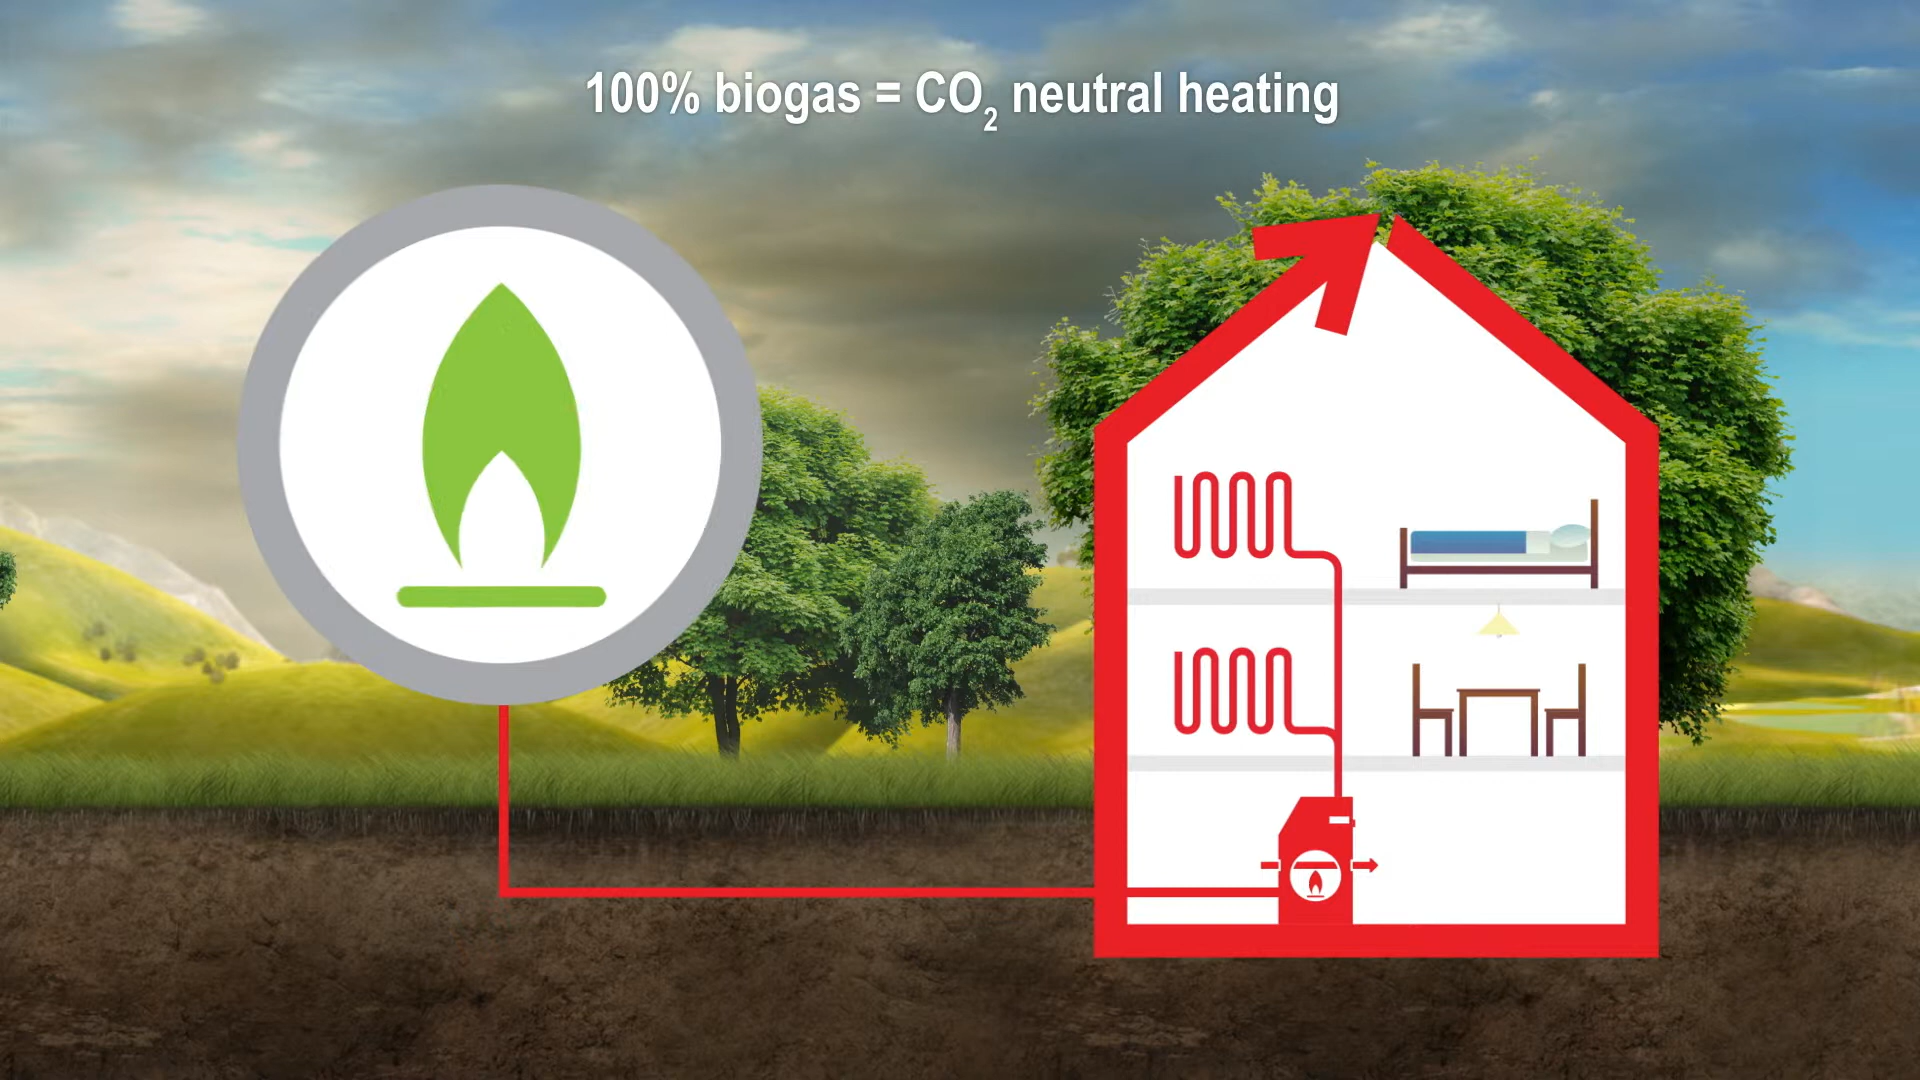 100% biogas = CO₂ neutral heating